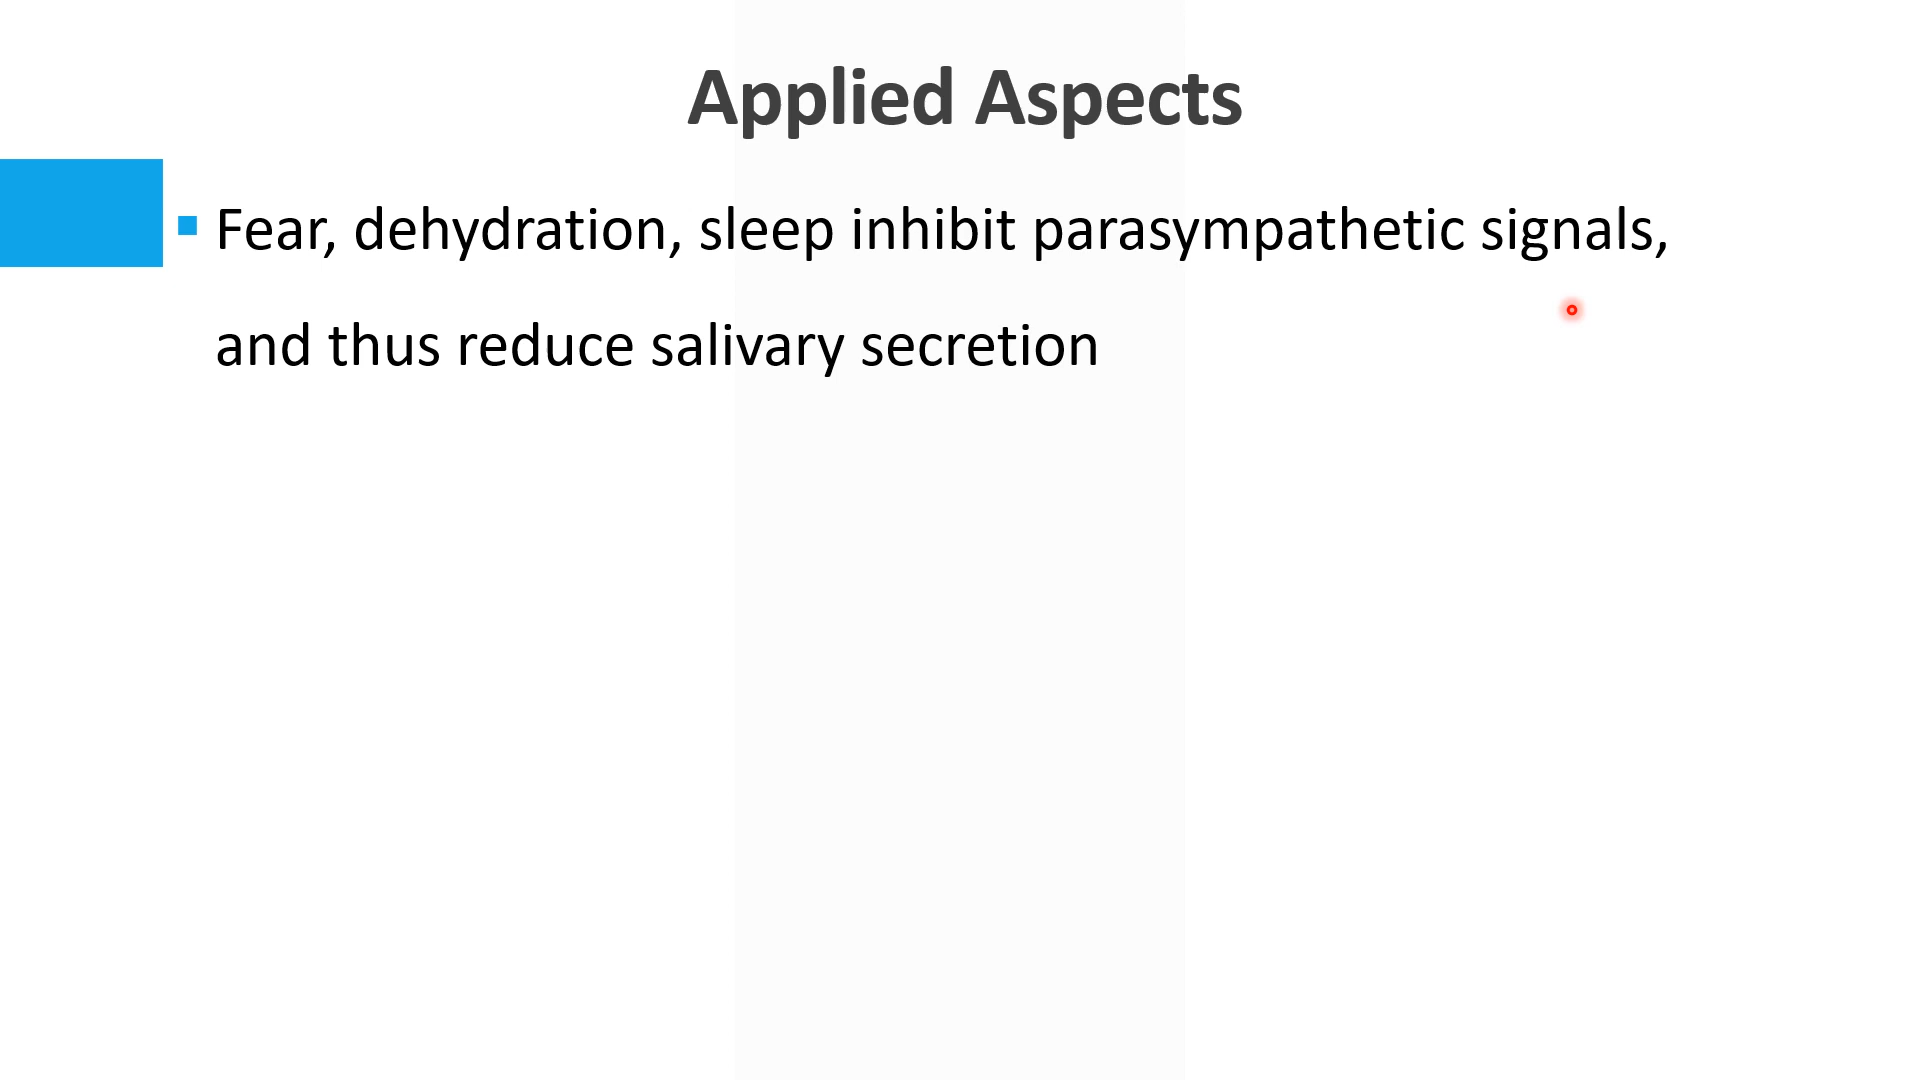 Applied Aspects
Fear, dehydration, sleep inhibit parasympathetic signals,
and thus reduce salivary secretion